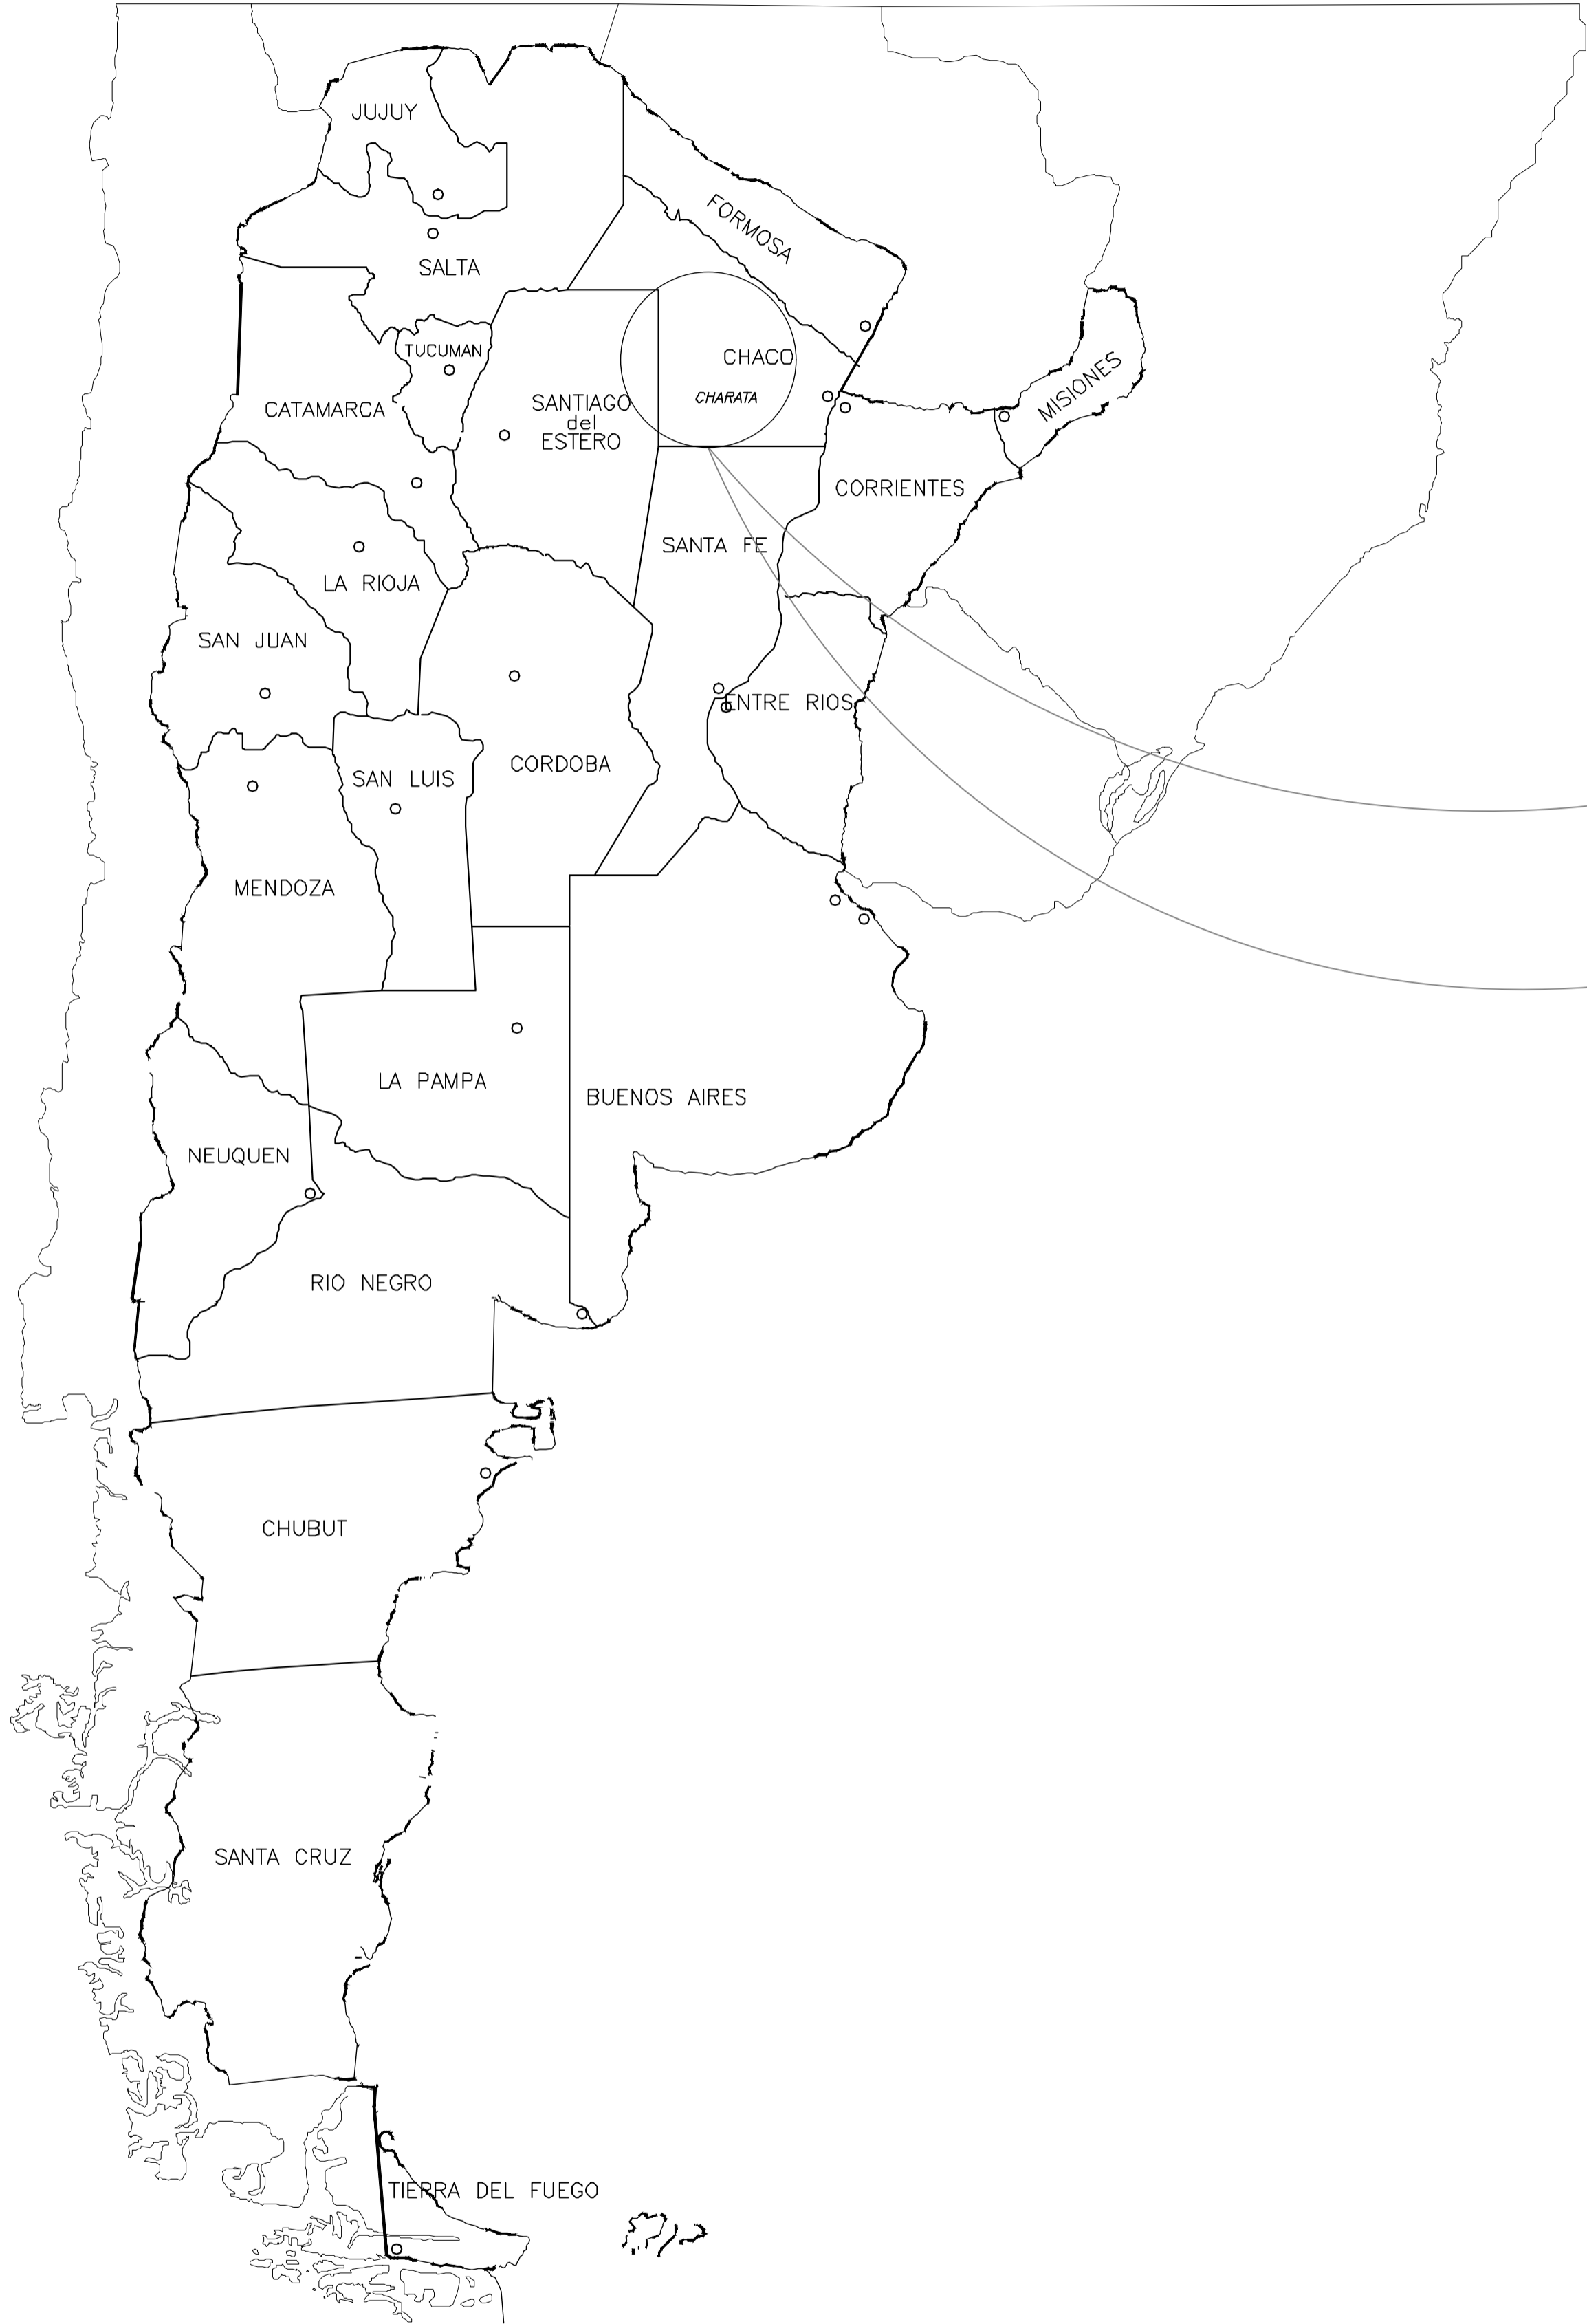 JUJUY
FORMOSA
SALTA
TUCUMAN
CHACO
MISIONES
CHARATA
CATAMARCA
SANTIAGO
del
ESTERO
CORRIENTES
SANTA FE
LA RIOJA
SAN JUAN
ENTRE RIOS
CORDOBA
SAN LUIS
MENDOZA
LA PAMPA
BUENOS AIRES
NEUQUEN
RIO NEGRO
CHUBUT
SANTA CRUZ
TIERRA DEL FUEGO